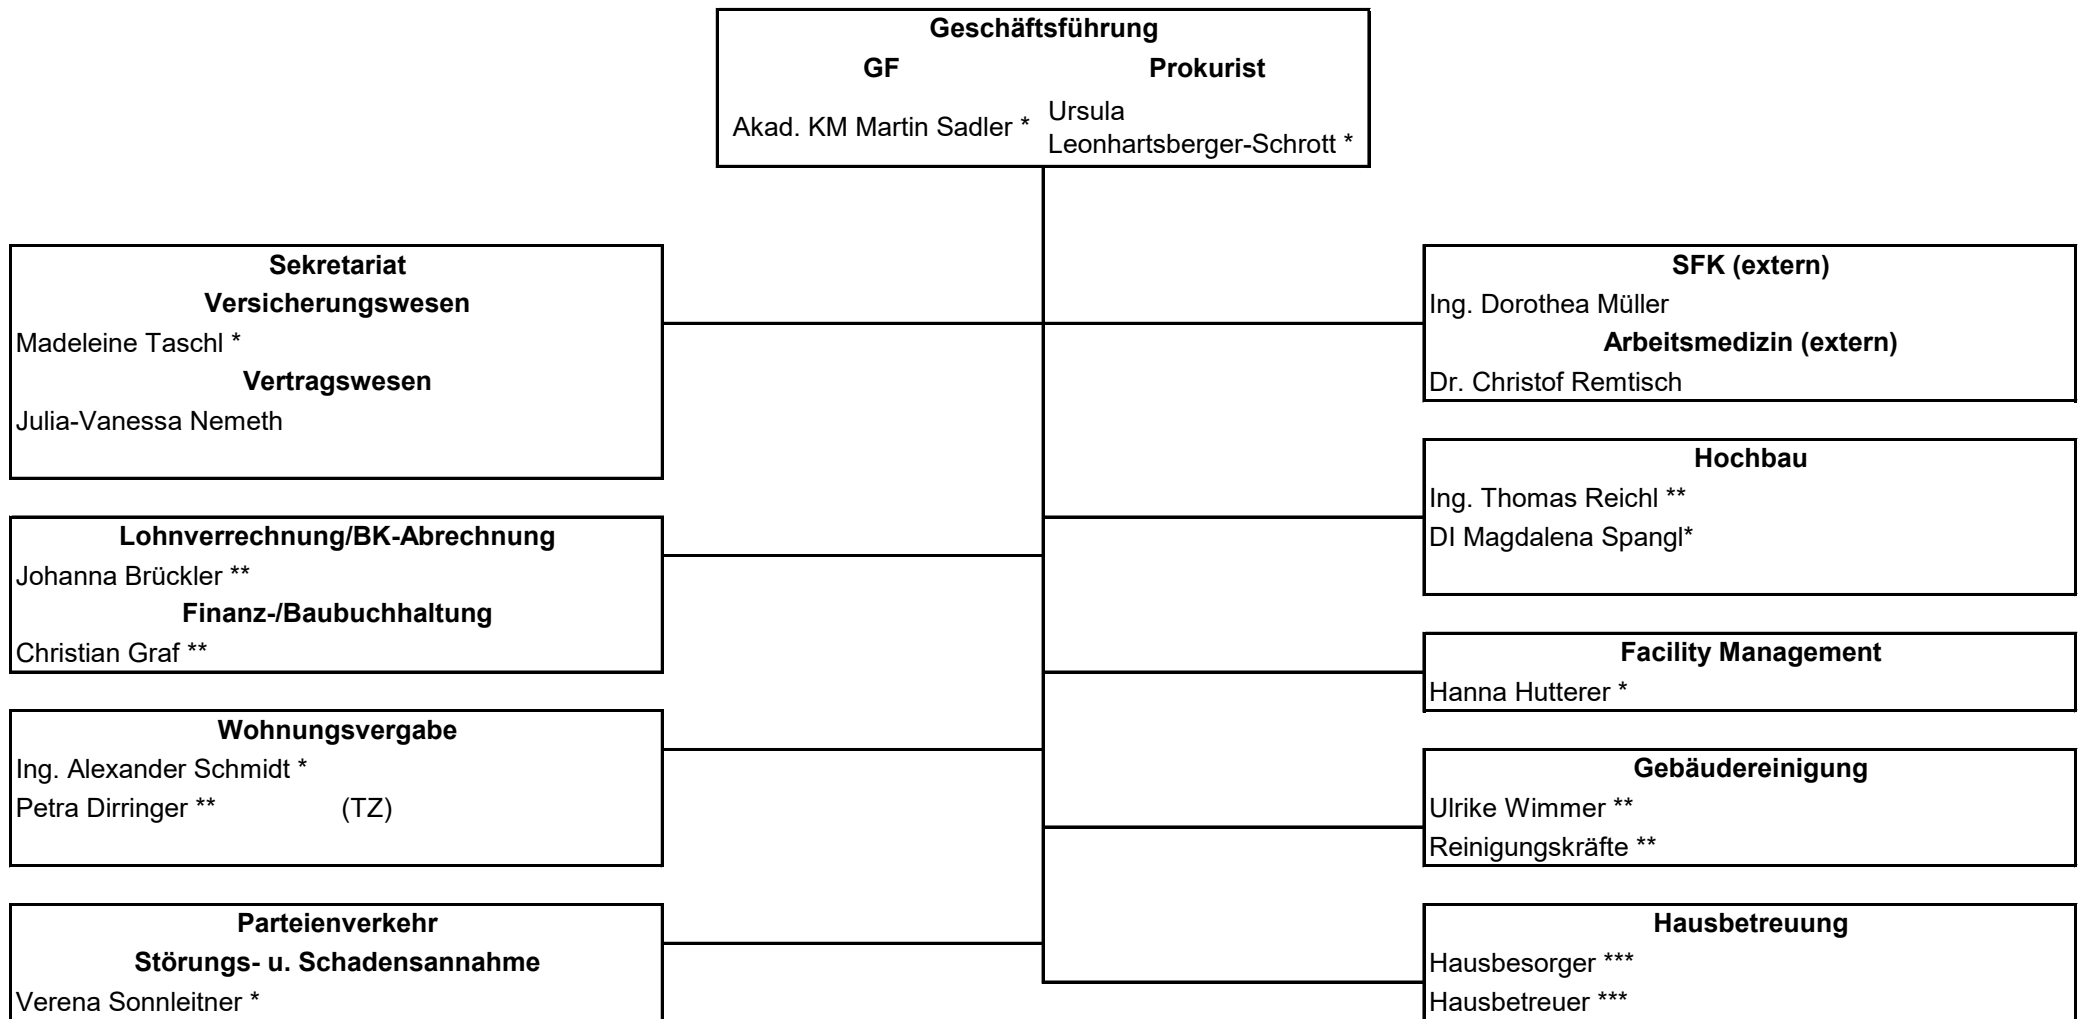 Geschäftsführung
GF
Prokurist
Akad. KM Martin Sadler *
Ursula
Leonhartsberger-Schrott *
Sekretariat
Versicherungswesen
Madeleine Taschl *
Vertragswesen
Julia-Vanessa Nemeth
SFK (extern)
Ing. Dorothea Müller
Arbeitsmedizin (extern)
Dr. Christof Remtisch
Lohnverrechnung/BK-Abrechnung
Johanna Brückler **
Finanz-/Baubuchhaltung
Christian Graf **
Hochbau
Ing. Thomas Reichl **
DI Magdalena Spangl*
Facility Management
Hanna Hutterer *
Wohnungsvergabe
Ing. Alexander Schmidt *
Petra Dirringer ** (TZ)
Gebäudereinigung
Ulrike Wimmer **
Reinigungskräfte **
Parteienverkehr
Störungs- u. Schadensannahme
Verena Sonnleitner *
Hausbetreuung
Hausbesorger ***
Hausbetreuer ***